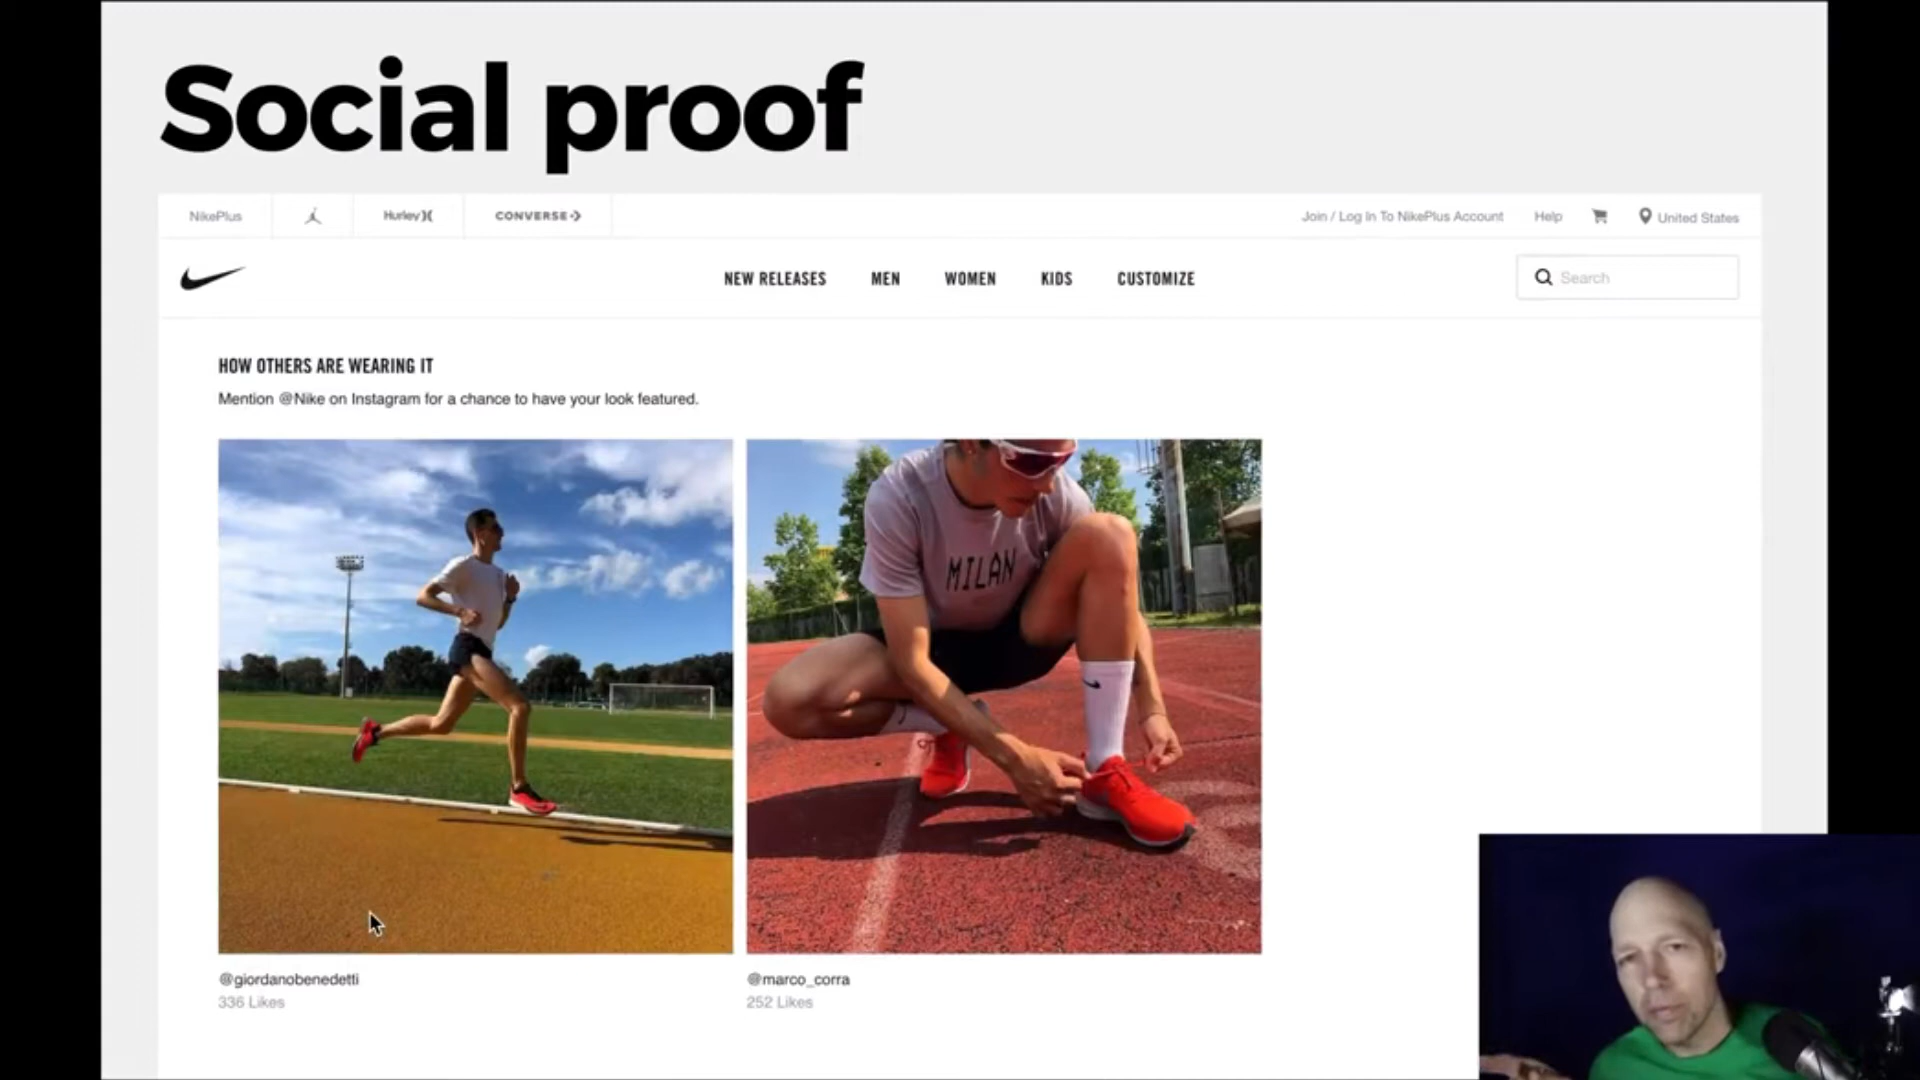 Social proof
NikePlus
Hurley
CONVERSE
Join / Log In To NikePlus Account
Help
United States
NEW RELEASES
MEN
WOMEN
KIDS
CUSTOMIZE
Search
HOW OTHERS ARE WEARING IT
Mention @Nike on Instagram for a chance to have your look featured.
MILAN
@giordanobenedetti
336 Likes
@marco_corra
252 Likes